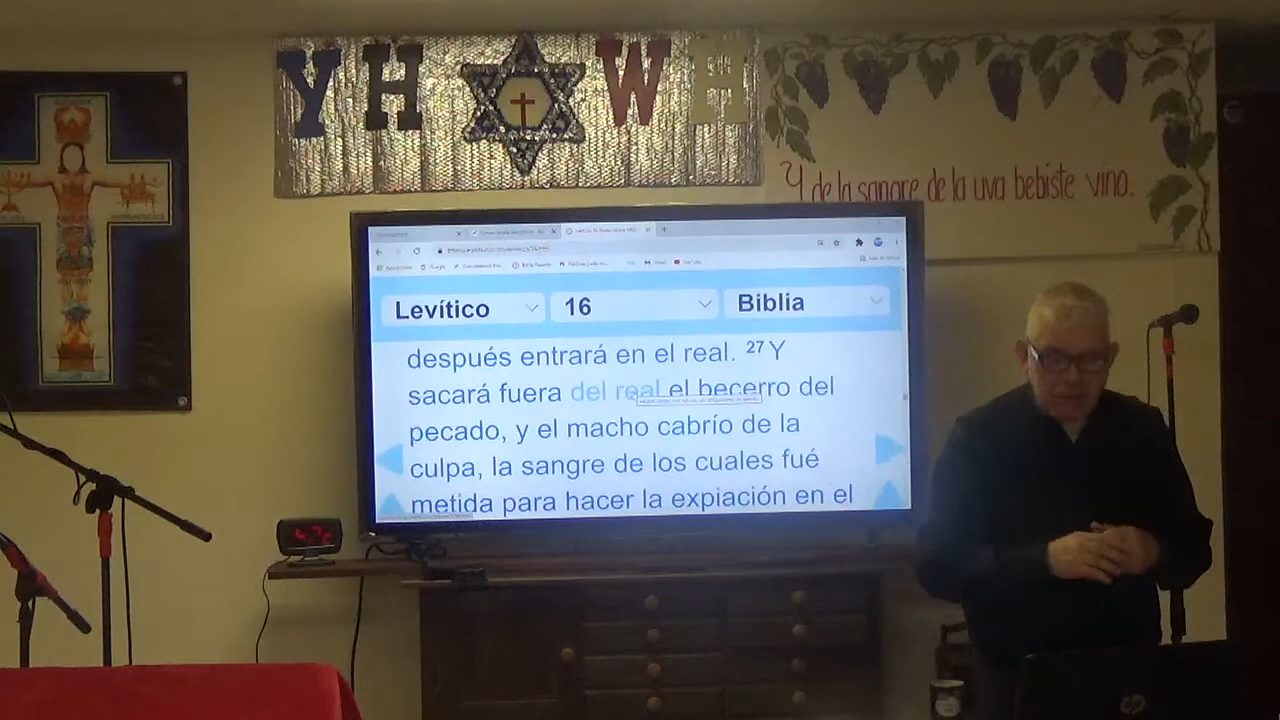 YH WH
Y de la sangre de la uva bebiste vino.
Levítico
16
Biblia
después entrará en el real. ²⁷ Y
sacará fuera del real el becerro del
pecado, y el macho cabrío de la
culpa, la sangre de los cuales fué
metida para hacer la expiación en el
hp